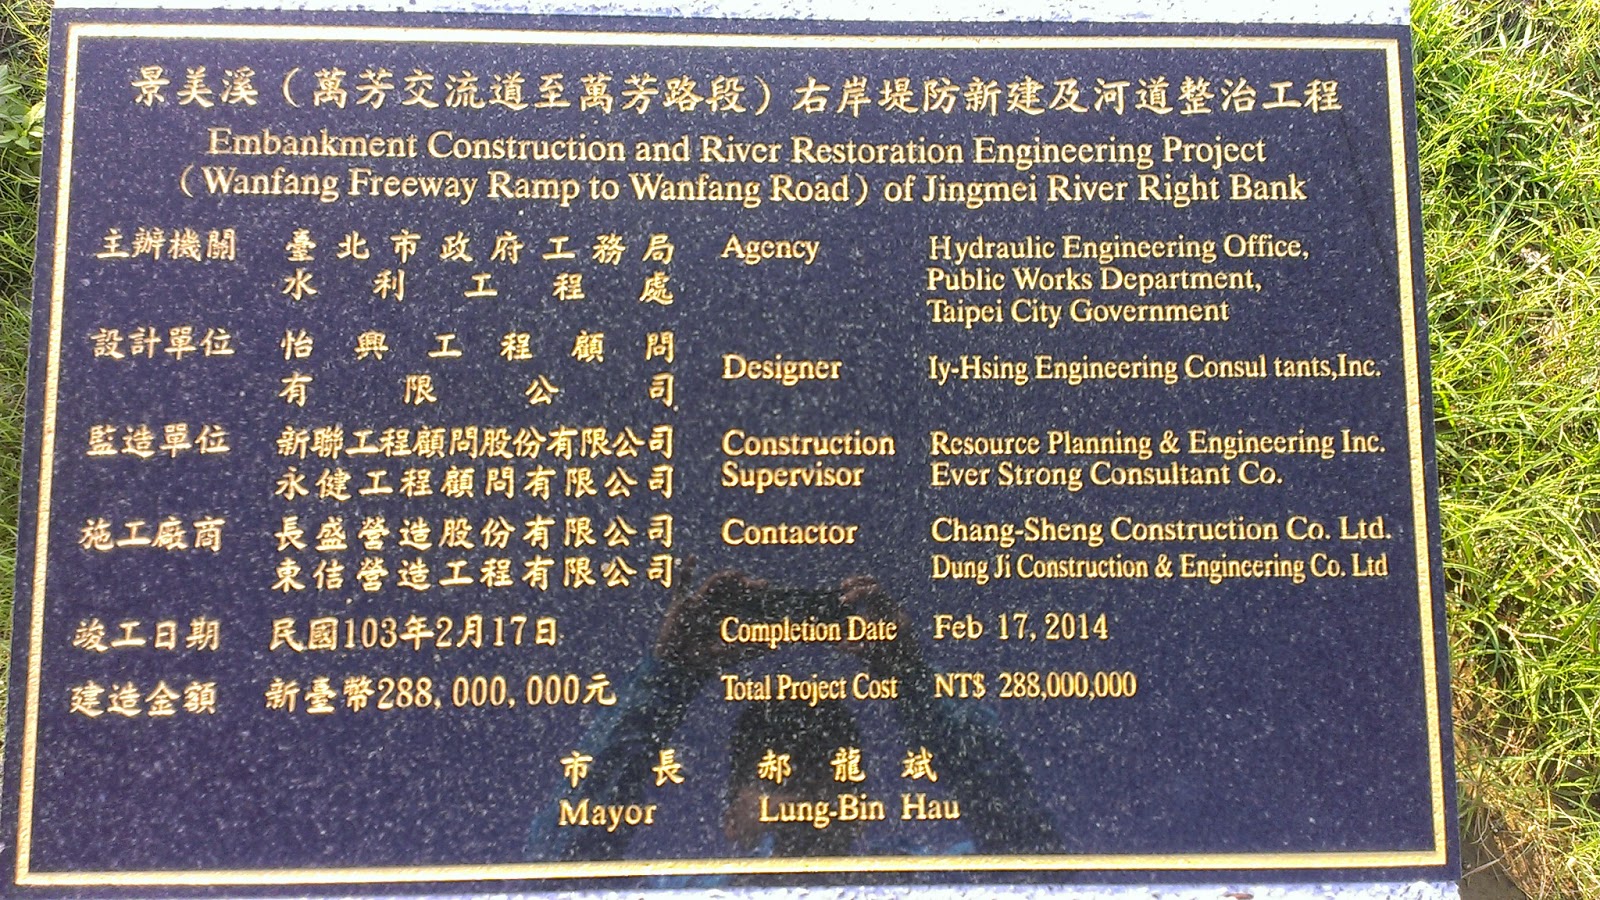 景美溪（萬芳交流道至萬芳路段）右岸堤防新建及河道整治工程
Embankment Construction and River Restoration Engineering Project
(Wanfang Freeway Ramp to Wanfang Road) of Jingmei River Right Bank
主辦機關 臺北市政府工務局 Agency Hydraulic Engineering Office,
水利工程處 Public Works Department,
Taipei City Government
設計單位 怡興工程顧問
有限公司 Designer Iy-Hsing Engineering Consul tants,Inc.
監造單位 新聯工程顧問股份有限公司 Construction Resource Planning & Engineering Inc.
永健工程顧問有限公司 Supervisor Ever Strong Consultant Co.
施工廠商 長盛營造股份有限公司 Contactor Chang-Sheng Construction Co. Ltd.
東佶營造工程有限公司 Dung Ji Construction & Engineering Co. Ltd
竣工日期 民國103年2月17日 Completion Date Feb 17, 2014
建造金額 新臺幣288,000,000元 Total Project Cost NT$ 288,000,000
市長 郝龍斌
Mayor Lung-Bin Hau